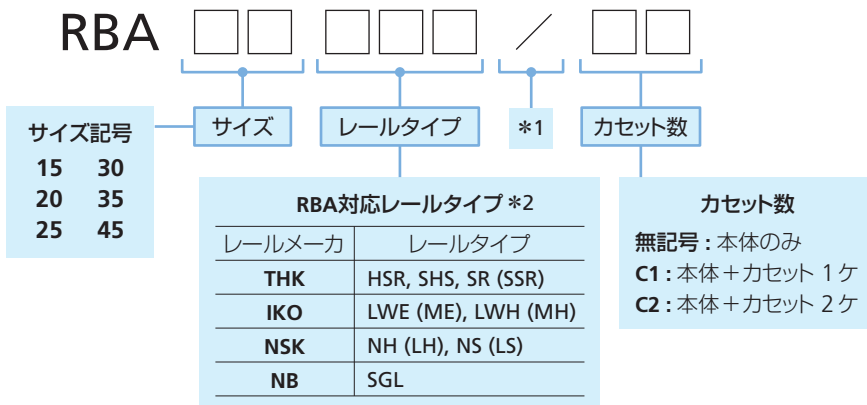 RBA □□ □□□ / □□
サイズ レールタイプ *1 カセット数
サイズ記号
15 30
20 35
25 45
RBA対応レールタイプ*2
レールメーカ レールタイプ
THK HSR, SHS, SR (SSR)
IKO LWE (ME), LWH (MH)
NSK NH (LH), NS (LS)
NB SGL
カセット数
無記号 : 本体のみ
C1 : 本体+カセット 1ケ
C2 : 本体+カセット 2ケ